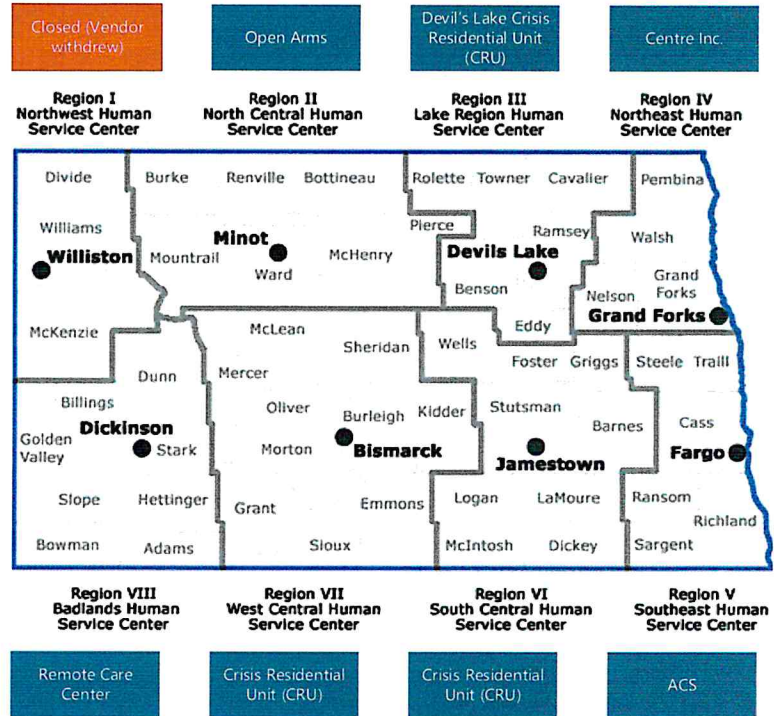 Closed (Vendor
withdrew)
Open Arms
Devil's Lake Crisis
Residential Unit
(CRU)
Centre Inc.
Region I
Northwest Human
Service Center
Region II
North Central Human
Service Center
Region III
Lake Region Human
Service Center
Region IV
Northeast Human
Service Center
Divide
Burke
Renville
Bottineau
Rolette
Towner
Cavalier
Pembina
Williams
Williston
Mountrail
Minot
Ward
McHenry
Pierce
Ramsey
Devils Lake
Benson
Eddy
Walsh
Grand
Forks
Nelson
Grand Forks
McKenzie
McLean
Sheridan
Wells
Foster
Griggs
Steele
Traill
Dunn
Mercer
Billings
Oliver
Burleigh
Kidder
Stutsman
Barnes
Cass
Golden
Valley
Dickinson
Stark
Morton
Bismarck
Jamestown
Fargo
Slope
Hettinger
Grant
Emmons
Logan
LaMoure
Ransom
Richland
Bowman
Adams
Sioux
McIntosh
Dickey
Sargent
Region VIII
Badlands Human
Service Center
Region VII
West Central Human
Service Center
Region VI
South Central Human
Service Center
Region V
Southeast Human
Service Center
Remote Care
Center
Crisis Residential
Unit (CRU)
Crisis Residential
Unit (CRU)
ACS